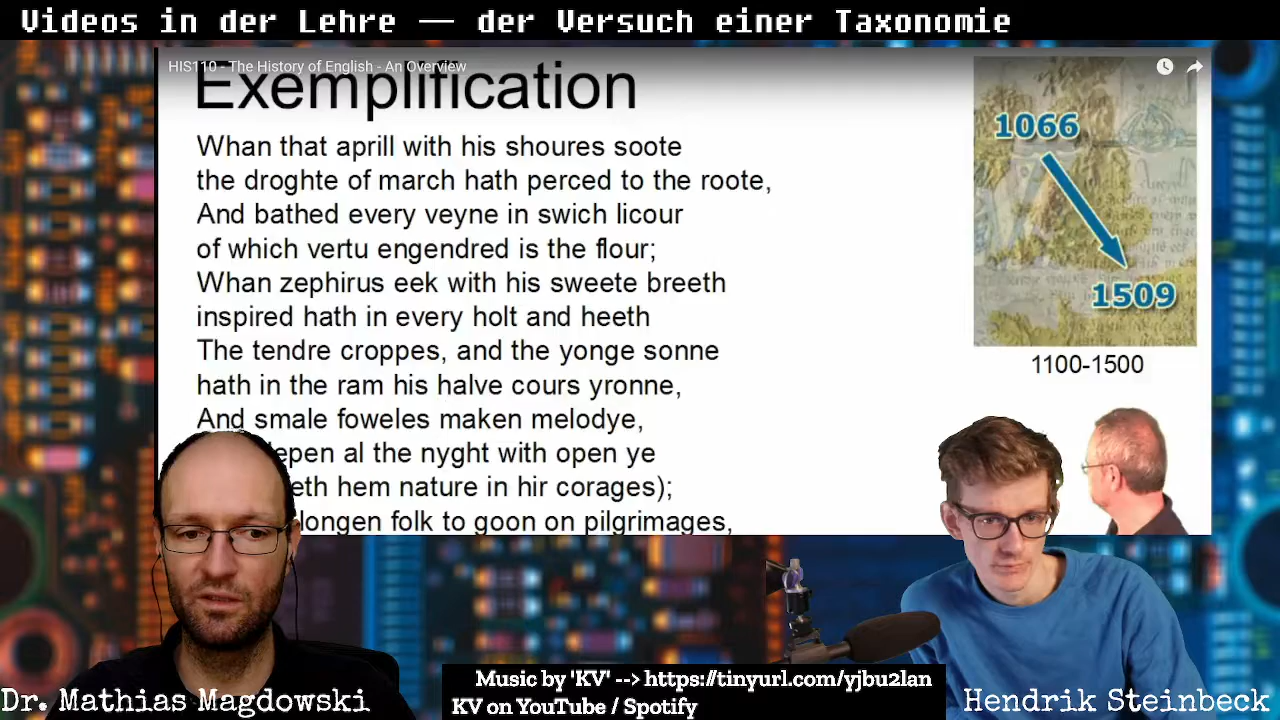 Videos in der Lehre — der Versuch einer Taxonomie
HIS110 - The History of English - An Overview
Exemplification
Whan that aprill with his shoures soote
the droghte of march hath perced to the roote,
And bathed every veyne in swich licour
of which vertu engendred is the flour;
Whan zephirus eek with his sweete breeth
inspired hath in every holt and heeth
The tendre croppes, and the yonge sonne
hath in the ram his halve cours yronne,
And smale foweles maken melodye,
epen al the nyght with open ye
eth hem nature in hir corages);
longen folk to goon on pilgrimages,
1066
1509
1100-1500
Dr. Mathias Magdowski
Music by 'KV' --> https://tinyurl.com/yjbu2lan
KV on YouTube / Spotify
Hendrik Steinbeck